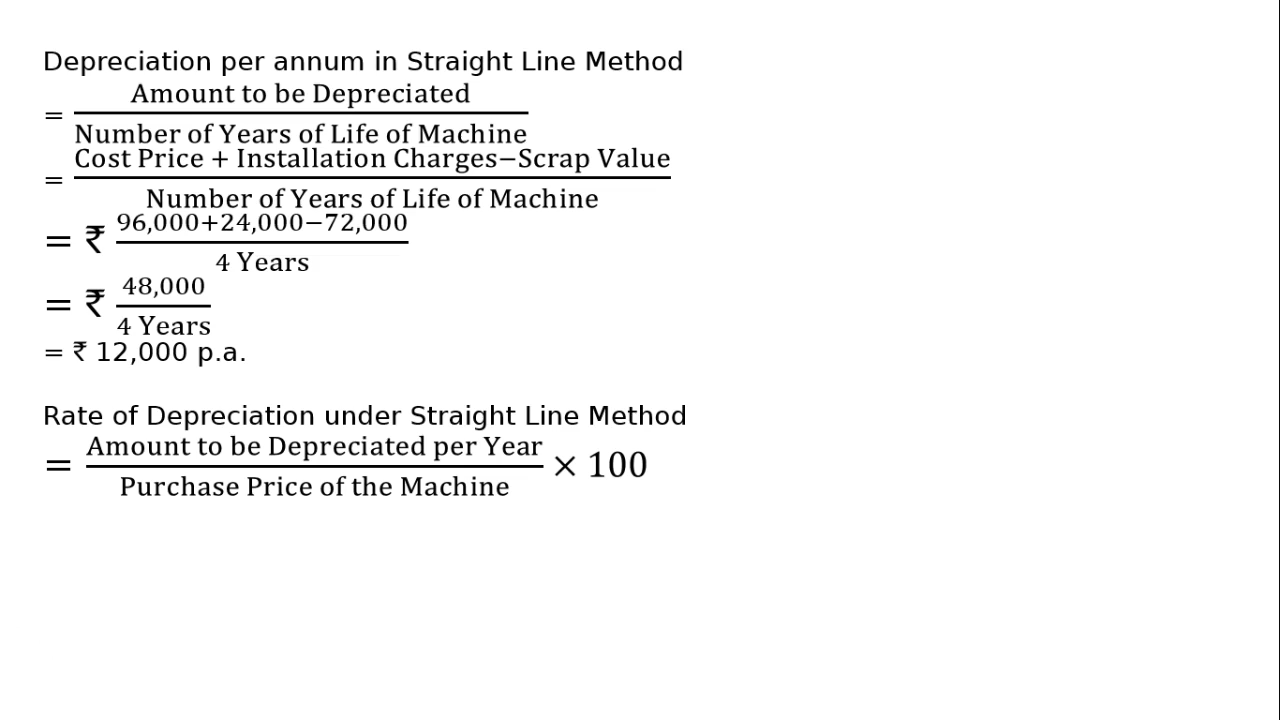 Depreciation per annum in Straight Line Method
= Amount to be Depreciated
Number of Years of Life of Machine
= Cost Price + Installation Charges−Scrap Value
Number of Years of Life of Machine
= ₹ 96,000+24,000−72,000
4 Years
= ₹ 48,000
4 Years
= ₹ 12,000 p.a.
Rate of Depreciation under Straight Line Method
= Amount to be Depreciated per Year × 100
Purchase Price of the Machine